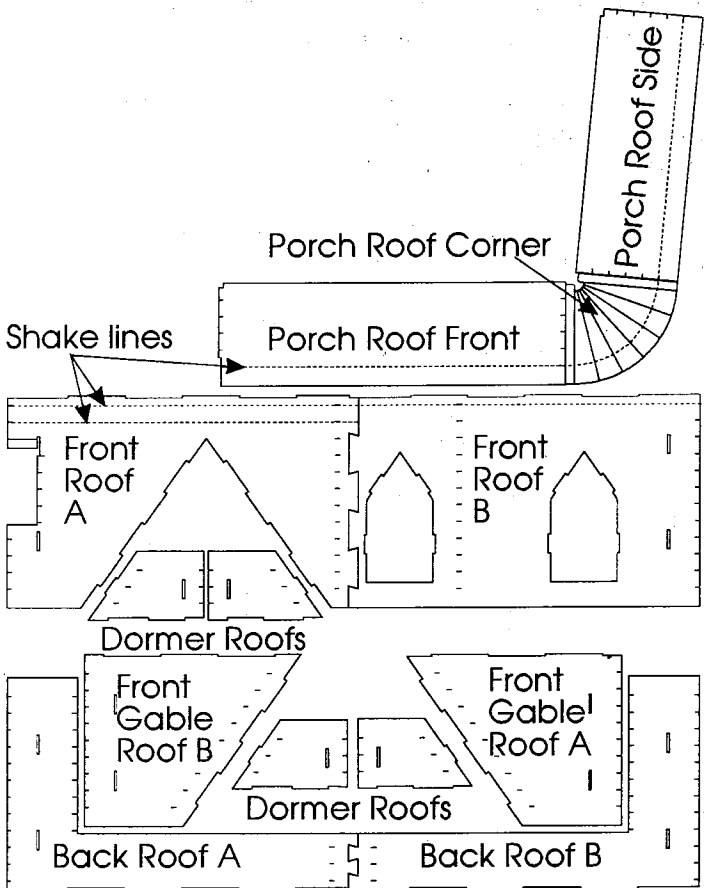 Porch Roof Side
Porch Roof Corner
Porch Roof Front
Shake lines
Front
Roof
A
Front
Roof
B
Dormer Roofs
Front
Gable
Roof B
Front
Gable
Roof A
Dormer Roofs
Back Roof A
Back Roof B